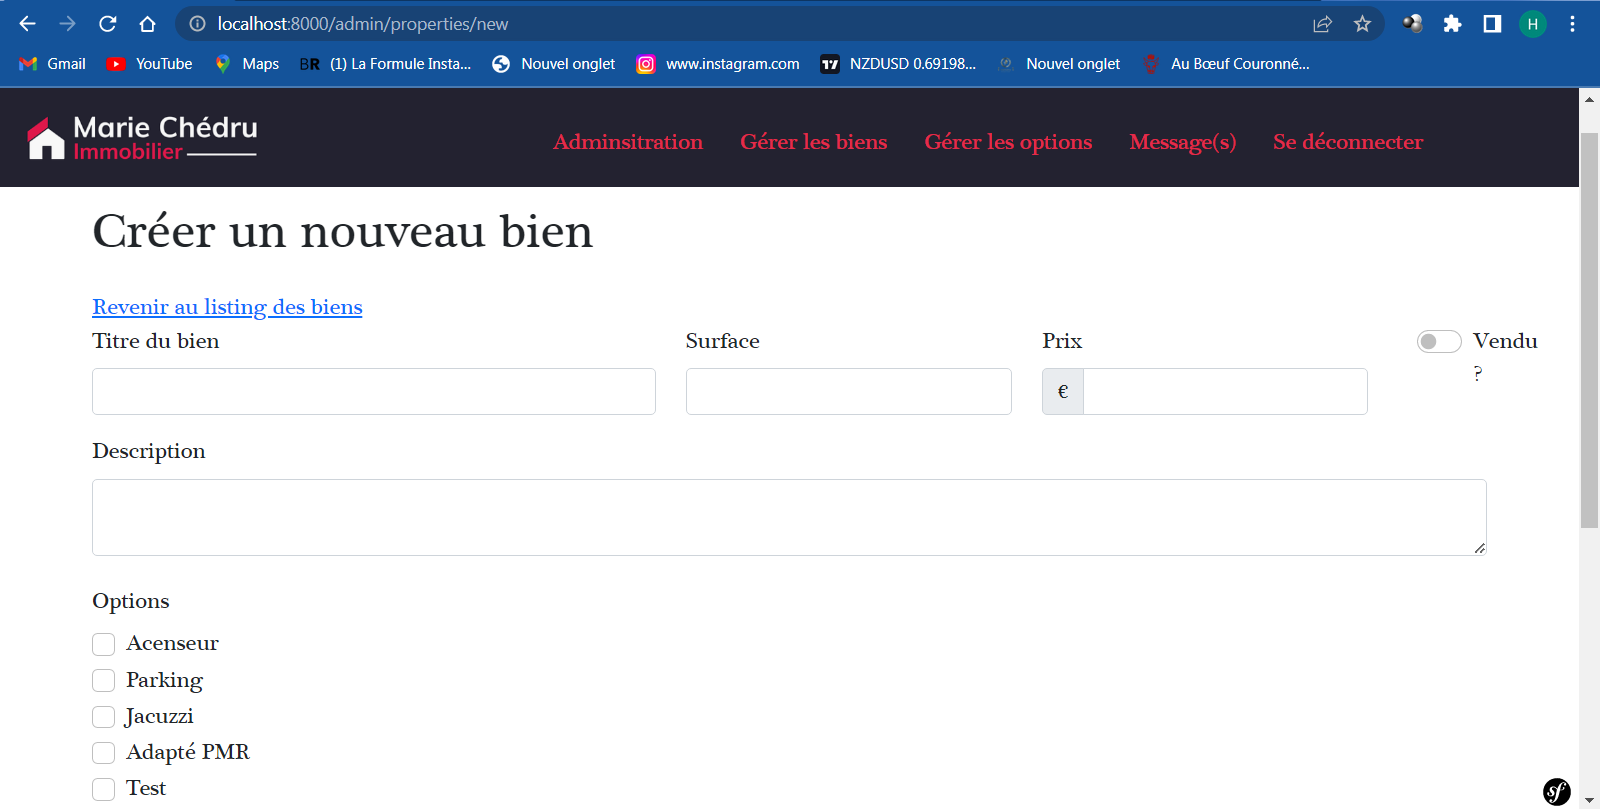 localhost:8000/admin/properties/new
Gmail YouTube Maps BR (1) La Formule Insta... Nouvel onglet www.instagram.com NZDUSD 0.69198... Nouvel onglet Au Bœuf Couronné...
H
Marie Chédru
Immobilier
Adminsitration Gérer les biens Gérer les options Message(s) Se déconnecter
Créer un nouveau bien
Revenir au listing des biens
Titre du bien Surface Prix Vendu
?
€
Description
Options
Acenseur
Parking
Jacuzzi
Adapté PMR
Test
sf